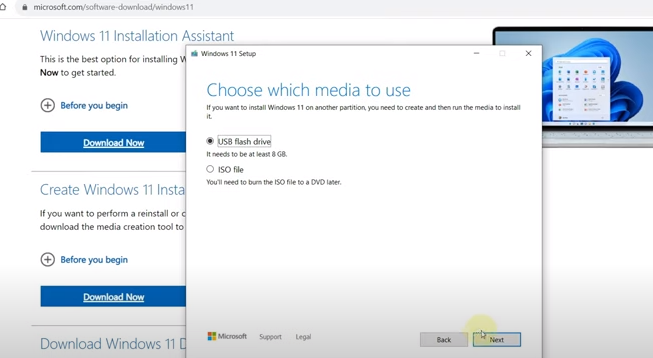 microsoft.com/software-download/windows11
Windows 11 Installation Assistant
This is the best option for installing W
Now to get started.
Before you begin
Download Now
Create Windows 11 Insta
If you want to perform a reinstall or c
download the media creation tool to
Before you begin
Download Now
Download Windows 11 D
Windows 11 Setup
Choose which media to use
If you want to install Windows 11 on another partition, you need to create and then run the media to install
it.
USB flash drive
It needs to be at least 8 GB.
ISO file
You'll need to burn the ISO file to a DVD later.
Microsoft
Support
Legal
Back
Next